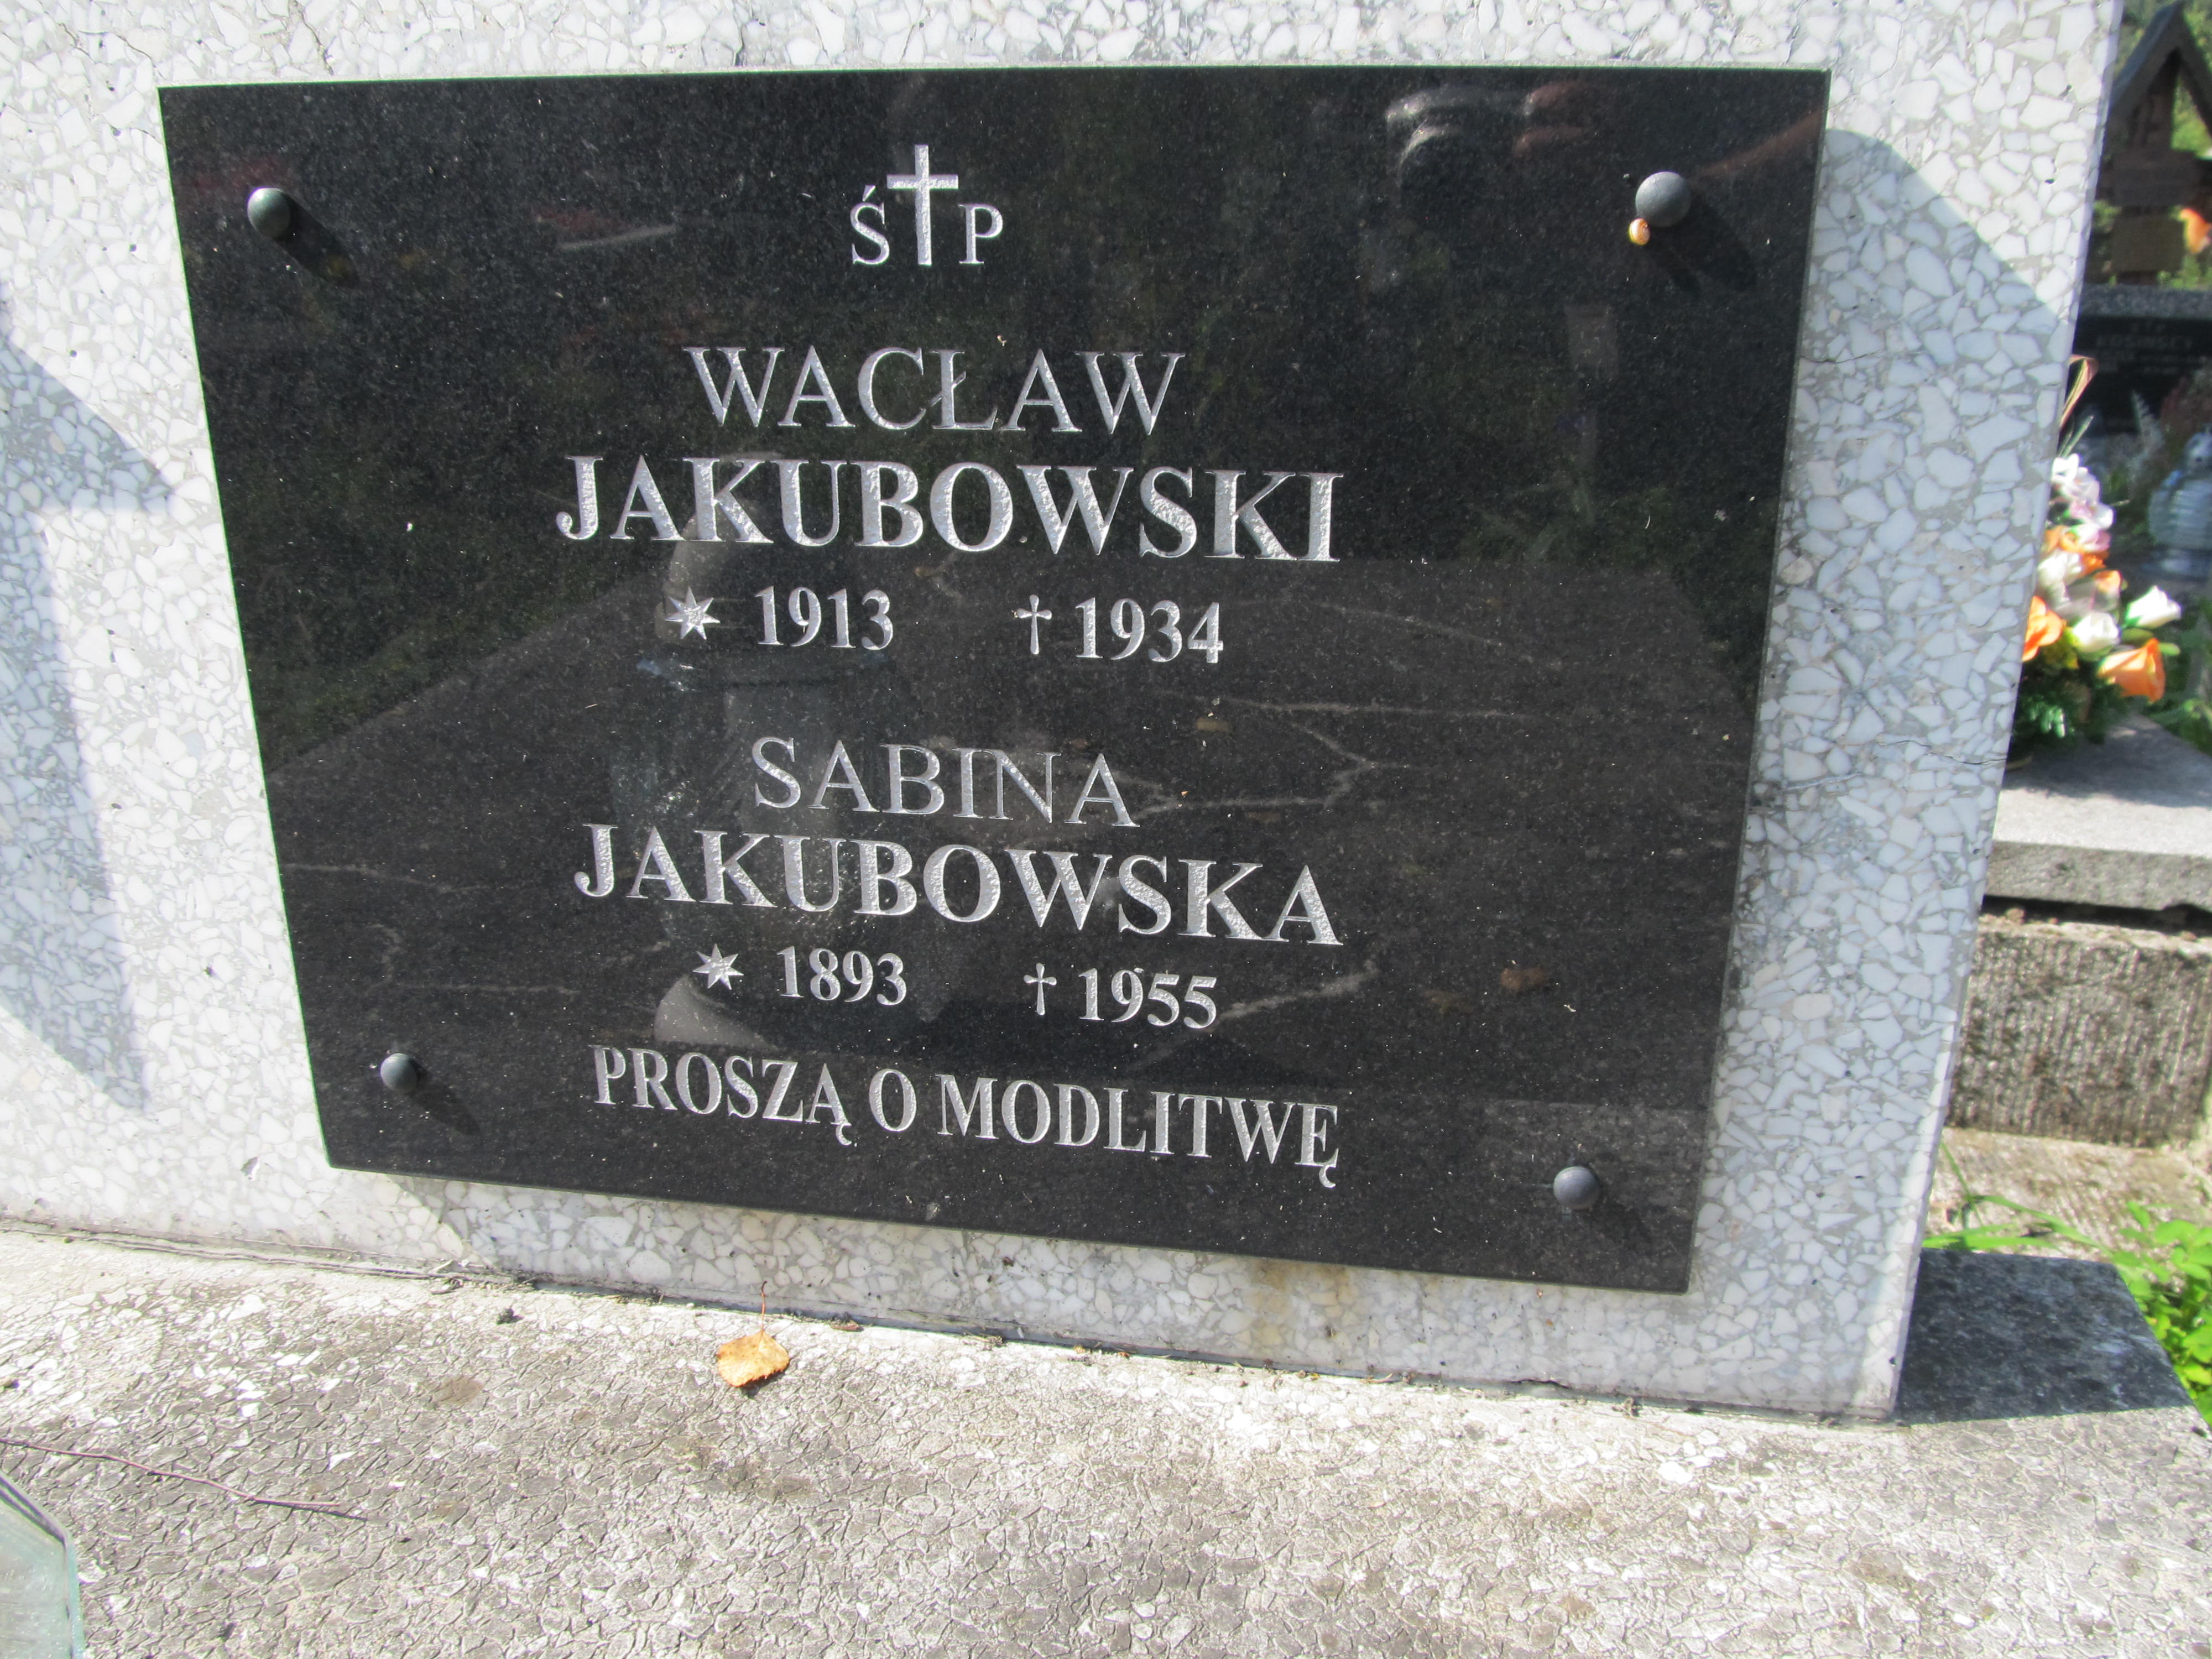 Ś✝P
WACŁAW
JAKUBOWSKI
✶ 1913 † 1934
SABINA
JAKUBOWSKA
✶ 1893 † 1955
PROSZĄ O MODLITWĘ